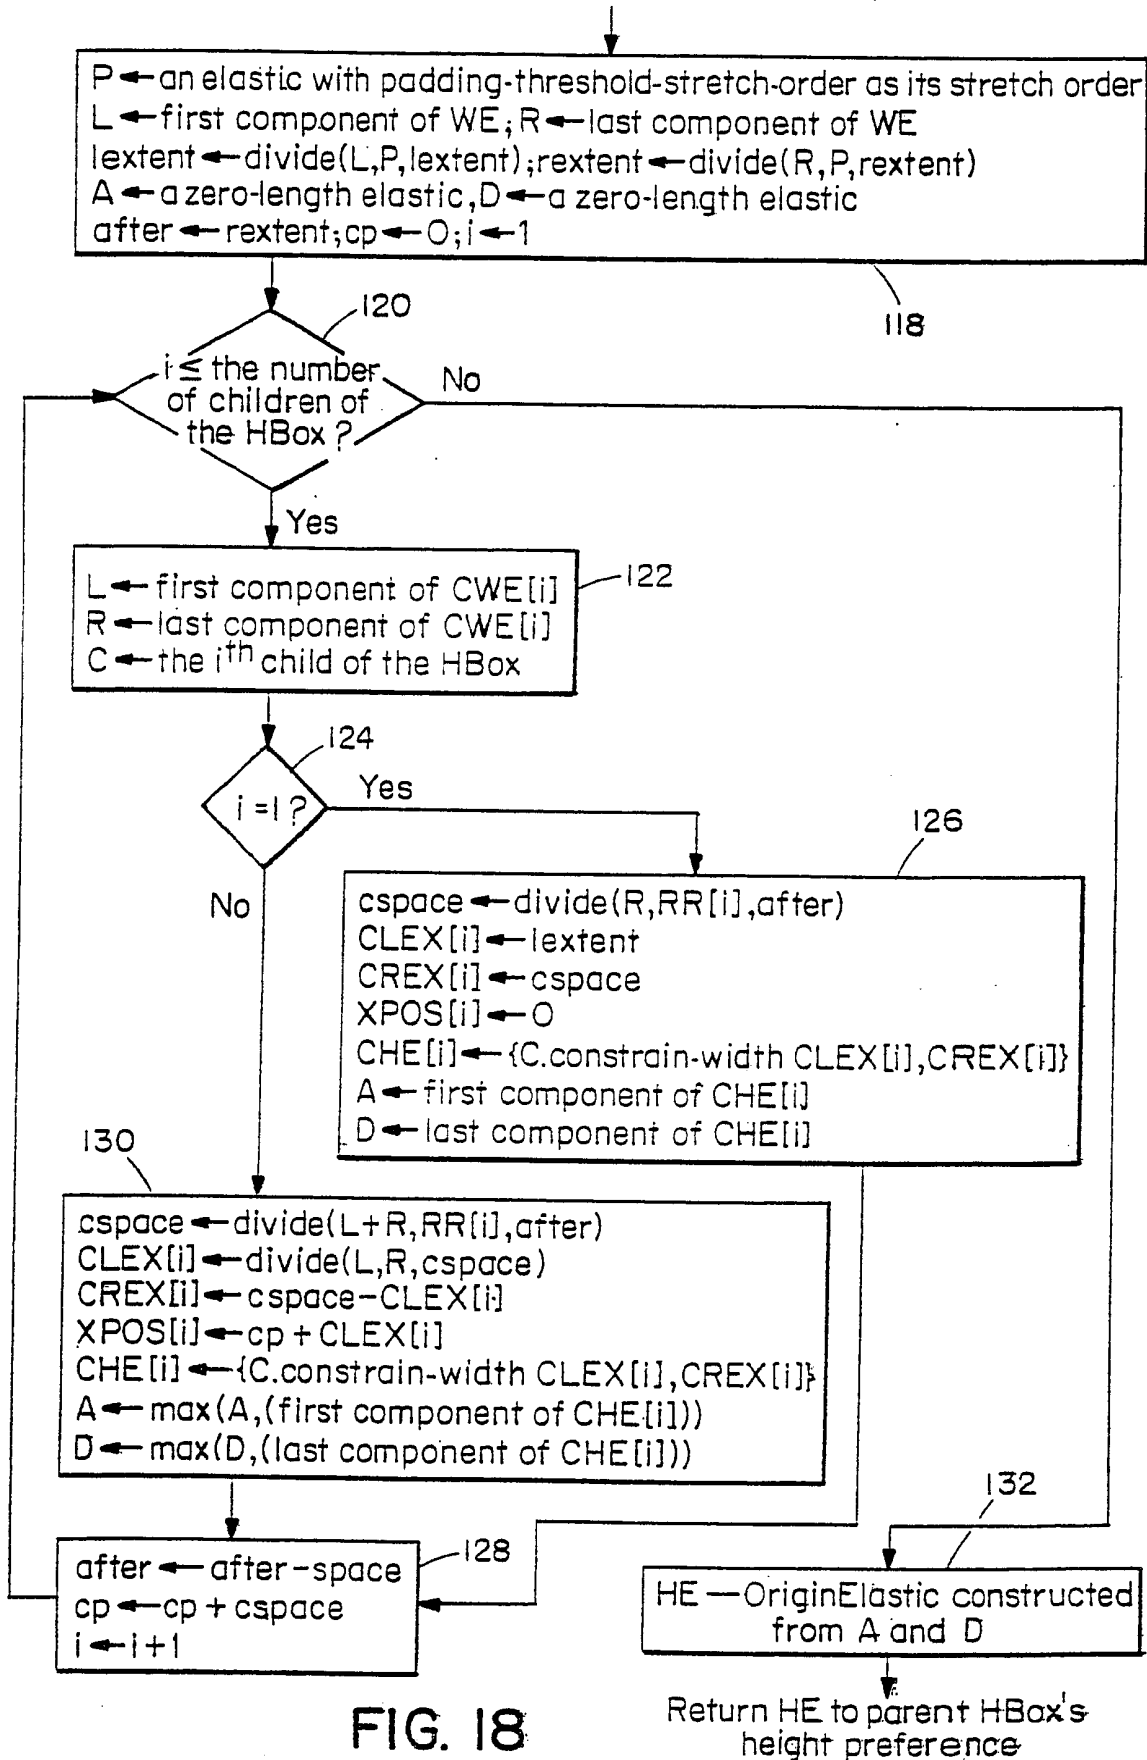 P←an elastic with padding-threshold-stretch-order as its stretch order
L←first component of WE; R←last component of WE
lextent←divide(L,P,lextent);rextent←divide(R,P,rextent)
A←a zero-length elastic,D←a zero-length elastic
after←rextent;cp←0;i←1
118
120
i≤ the number
of children of
the HBox?
No
Yes
122
L←first component of CWE[i]
R←last component of CWE[i]
C←the ith child of the HBox
124
i=1?
Yes
No
126
cspace←divide(R,RR[i],after)
CLEX[i]←lextent
CREX[i]←cspace
XPOS[i]←0
CHE[i]←{C.constrain-width CLEX[i],CREX[i]}
A←first component of CHE[i]
D←last component of CHE[i]
130
cspace←divide(L+R,RR[i],after)
CLEX[i]←divide(L,R,cspace)
CREX[i]←cspace-CLEX[i]
XPOS[i]←cp+CLEX[i]
CHE[i]←{C.constrain-width CLEX[i],CREX[i]}
A←max(A,(first component of CHE[i]))
D←max(D,(last component of CHE[i]))
128
after←after-space
cp←cp+cspace
i←i+1
132
HE—OriginElastic constructed
from A and D
Return HE to parent HBox's
height preference
FIG. 18